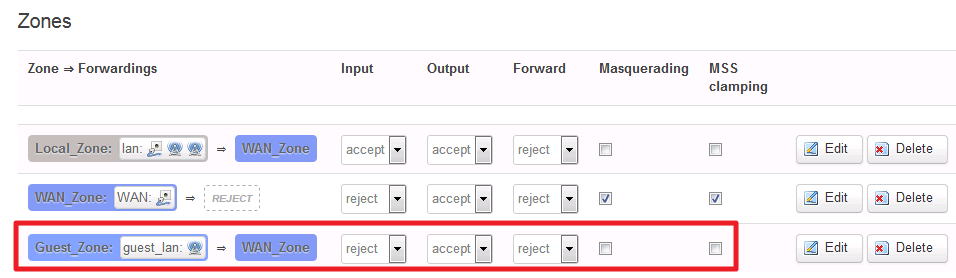 Zones
Zone ⇒ Forwardings Input Output Forward Masquerading MSS
clamping
Local_Zone: lan: ⇒ WAN_Zone accept accept reject Edit Delete
WAN_Zone: WAN: ⇒ REJECT reject accept reject Edit Delete
Guest_Zone: guest_lan: ⇒ WAN_Zone reject accept reject Edit Delete